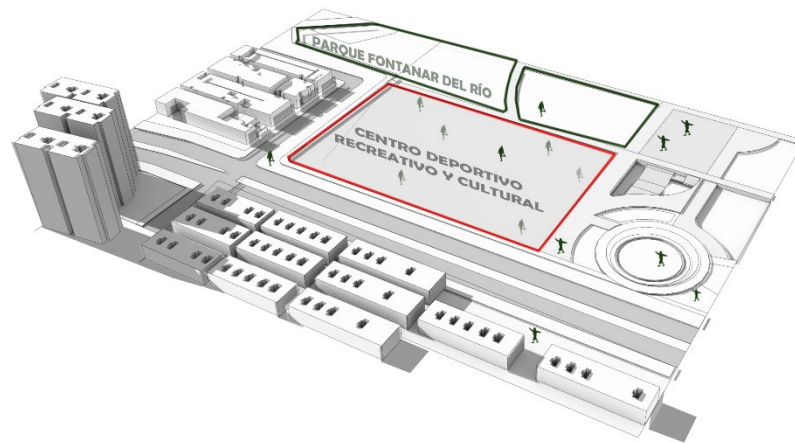 PARQUE FONTANAR DEL RÍO
CENTRO DEPORTIVO
RECREATIVO Y CULTURAL